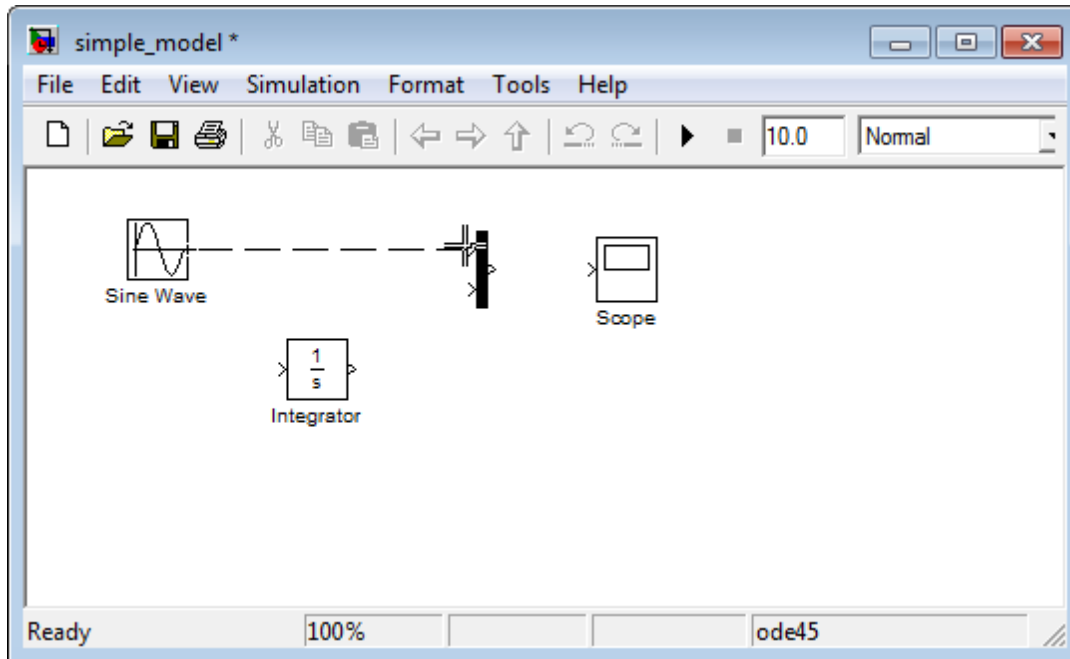 simple_model *
File Edit View Simulation Format Tools Help
10.0 Normal
Sine Wave
Scope
1
s
Integrator
Ready 100% ode45